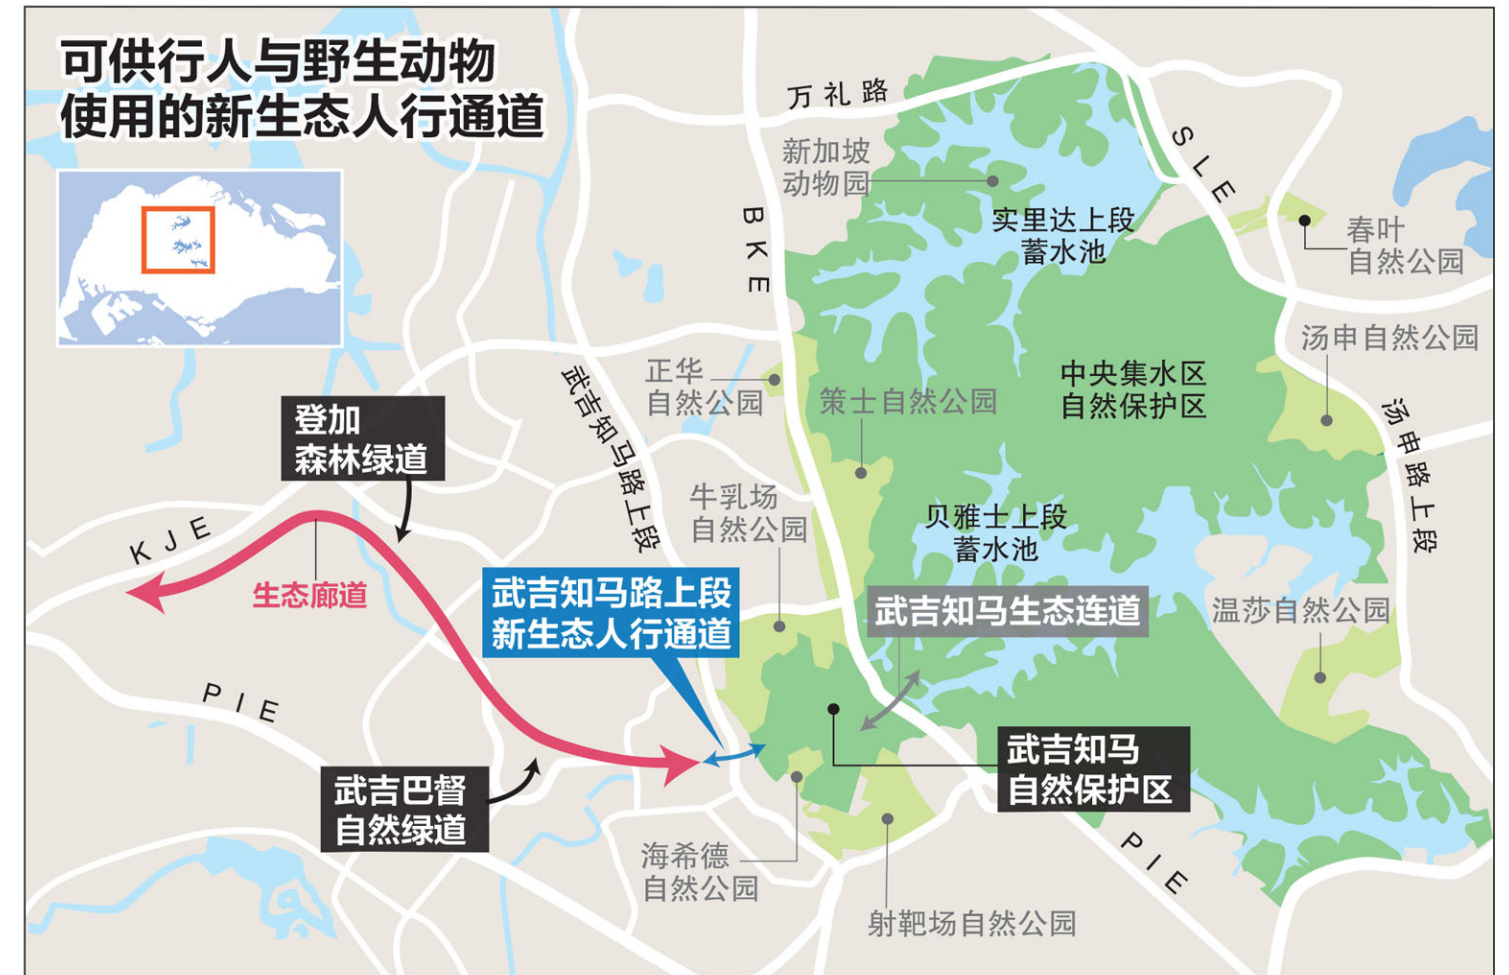 可供行人与野生动物
使用的新生态人行通道
万礼路
新加坡
动物园
SLE
BKE
实里达上段
蓄水池
春叶
自然公园
汤申自然公园
正华
自然公园
策士自然公园
中央集水区
自然保护区
武吉知马路上段
汤申路上段
登加
森林绿道
牛乳场
自然公园
贝雅士上段
蓄水池
KJE
生态廊道
武吉知马路上段
新生态人行通道
武吉知马生态连道
温莎自然公园
PIE
武吉知马
自然保护区
武吉巴督
自然绿道
海希德
自然公园
PIE
射靶场自然公园